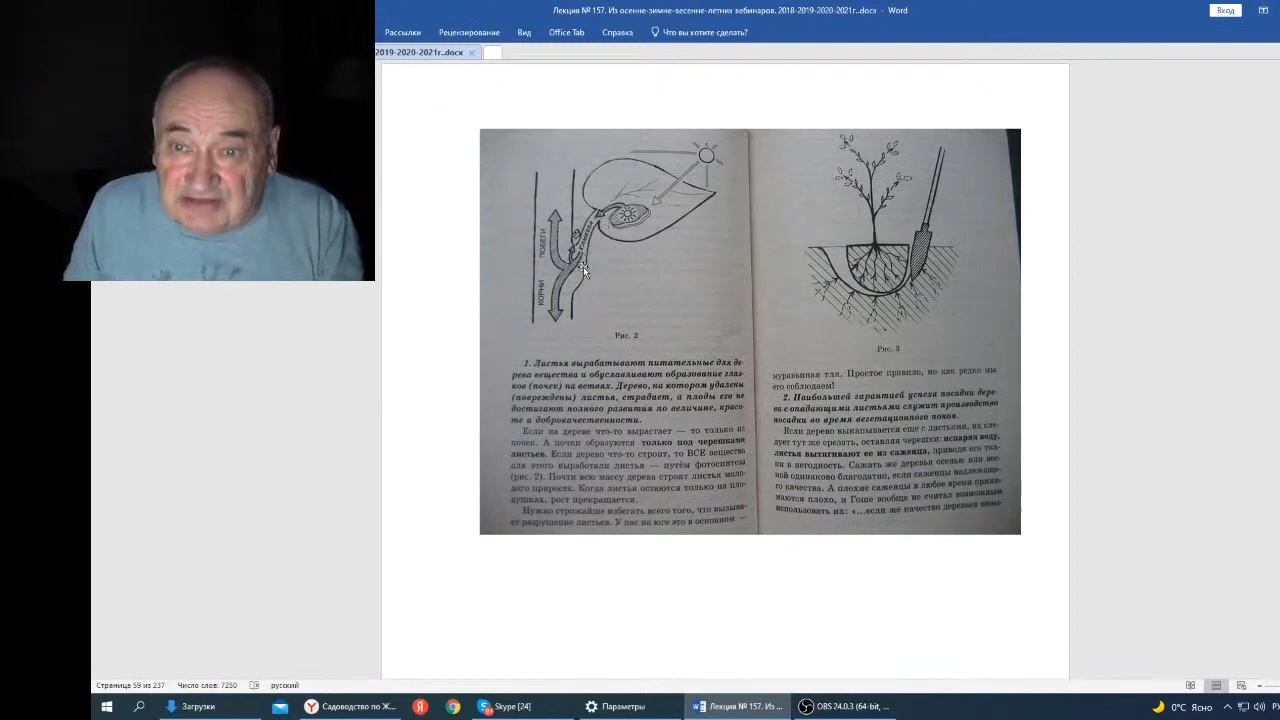 Лекция № 157. Из осенне-зимне-весенне-летних вебинаров. 2018-2019-2020-2021г..docx - Word
Вход
Рассылки Рецензирование Вид Office Tab Справка Что вы хотите сделать?
2019-2020-2021г..docx
ПОБЕГИ
КОРНИ
Рис. 2
1. Листья вырабатывают питательные для де-
рева вещества и обуславливают образование глаз-
ков (почек) на ветвях. Дерево, на котором удалены
(повреждены) листья, страдает, а плоды его не
достигают полного развития по величине, красо-
те и доброкачественности.
Если на дереве что-то вырастает — то только из
почек. А почки образуются только под черешками
листьев. Если дерево что-то строит, то ВСЕ вещества
для этого выработали листья — путём фотосинтеза
(рис. 2). Почти всю массу дерева строит листья моло-
дого прироста. Когда листья остаются только на пло-
душках, рост прекращается.
Нужно строжайше избегать всего того, что вызыва-
ет разрушение листьев. У нас на юге это в основном —
Рис. 3
муравьиная тля. Простое правило, но как редко мы
его соблюдаем!
2. Наибольшей гарантией успеха посадки дере-
ва с опадающими листьями служит производство
посадки во время вегетационного покоя.
Если дерево выкапывается еще с листьями, их сле-
дует тут же срезать, оставляя черешки: испаряя воду,
листья вытягивают ее из саженца, приводя его тка-
ни в негодность. Сажать же деревья осенью или вес-
ной одинаково благодатно, если саженцы надлежаще-
го качества. А плохие саженцы в любое время прини-
маются плохо, и Гоше вообще не считал возможным
использовать их: «...если же качество деревьев невы-
Страница 59 из 237 Число слов: 7250 русский
Загрузки Садоводство по Ж... Skype [24] Параметры Лекция № 157. Из ... OBS 24.0.3 (64-bit, ... 0°C Ясно